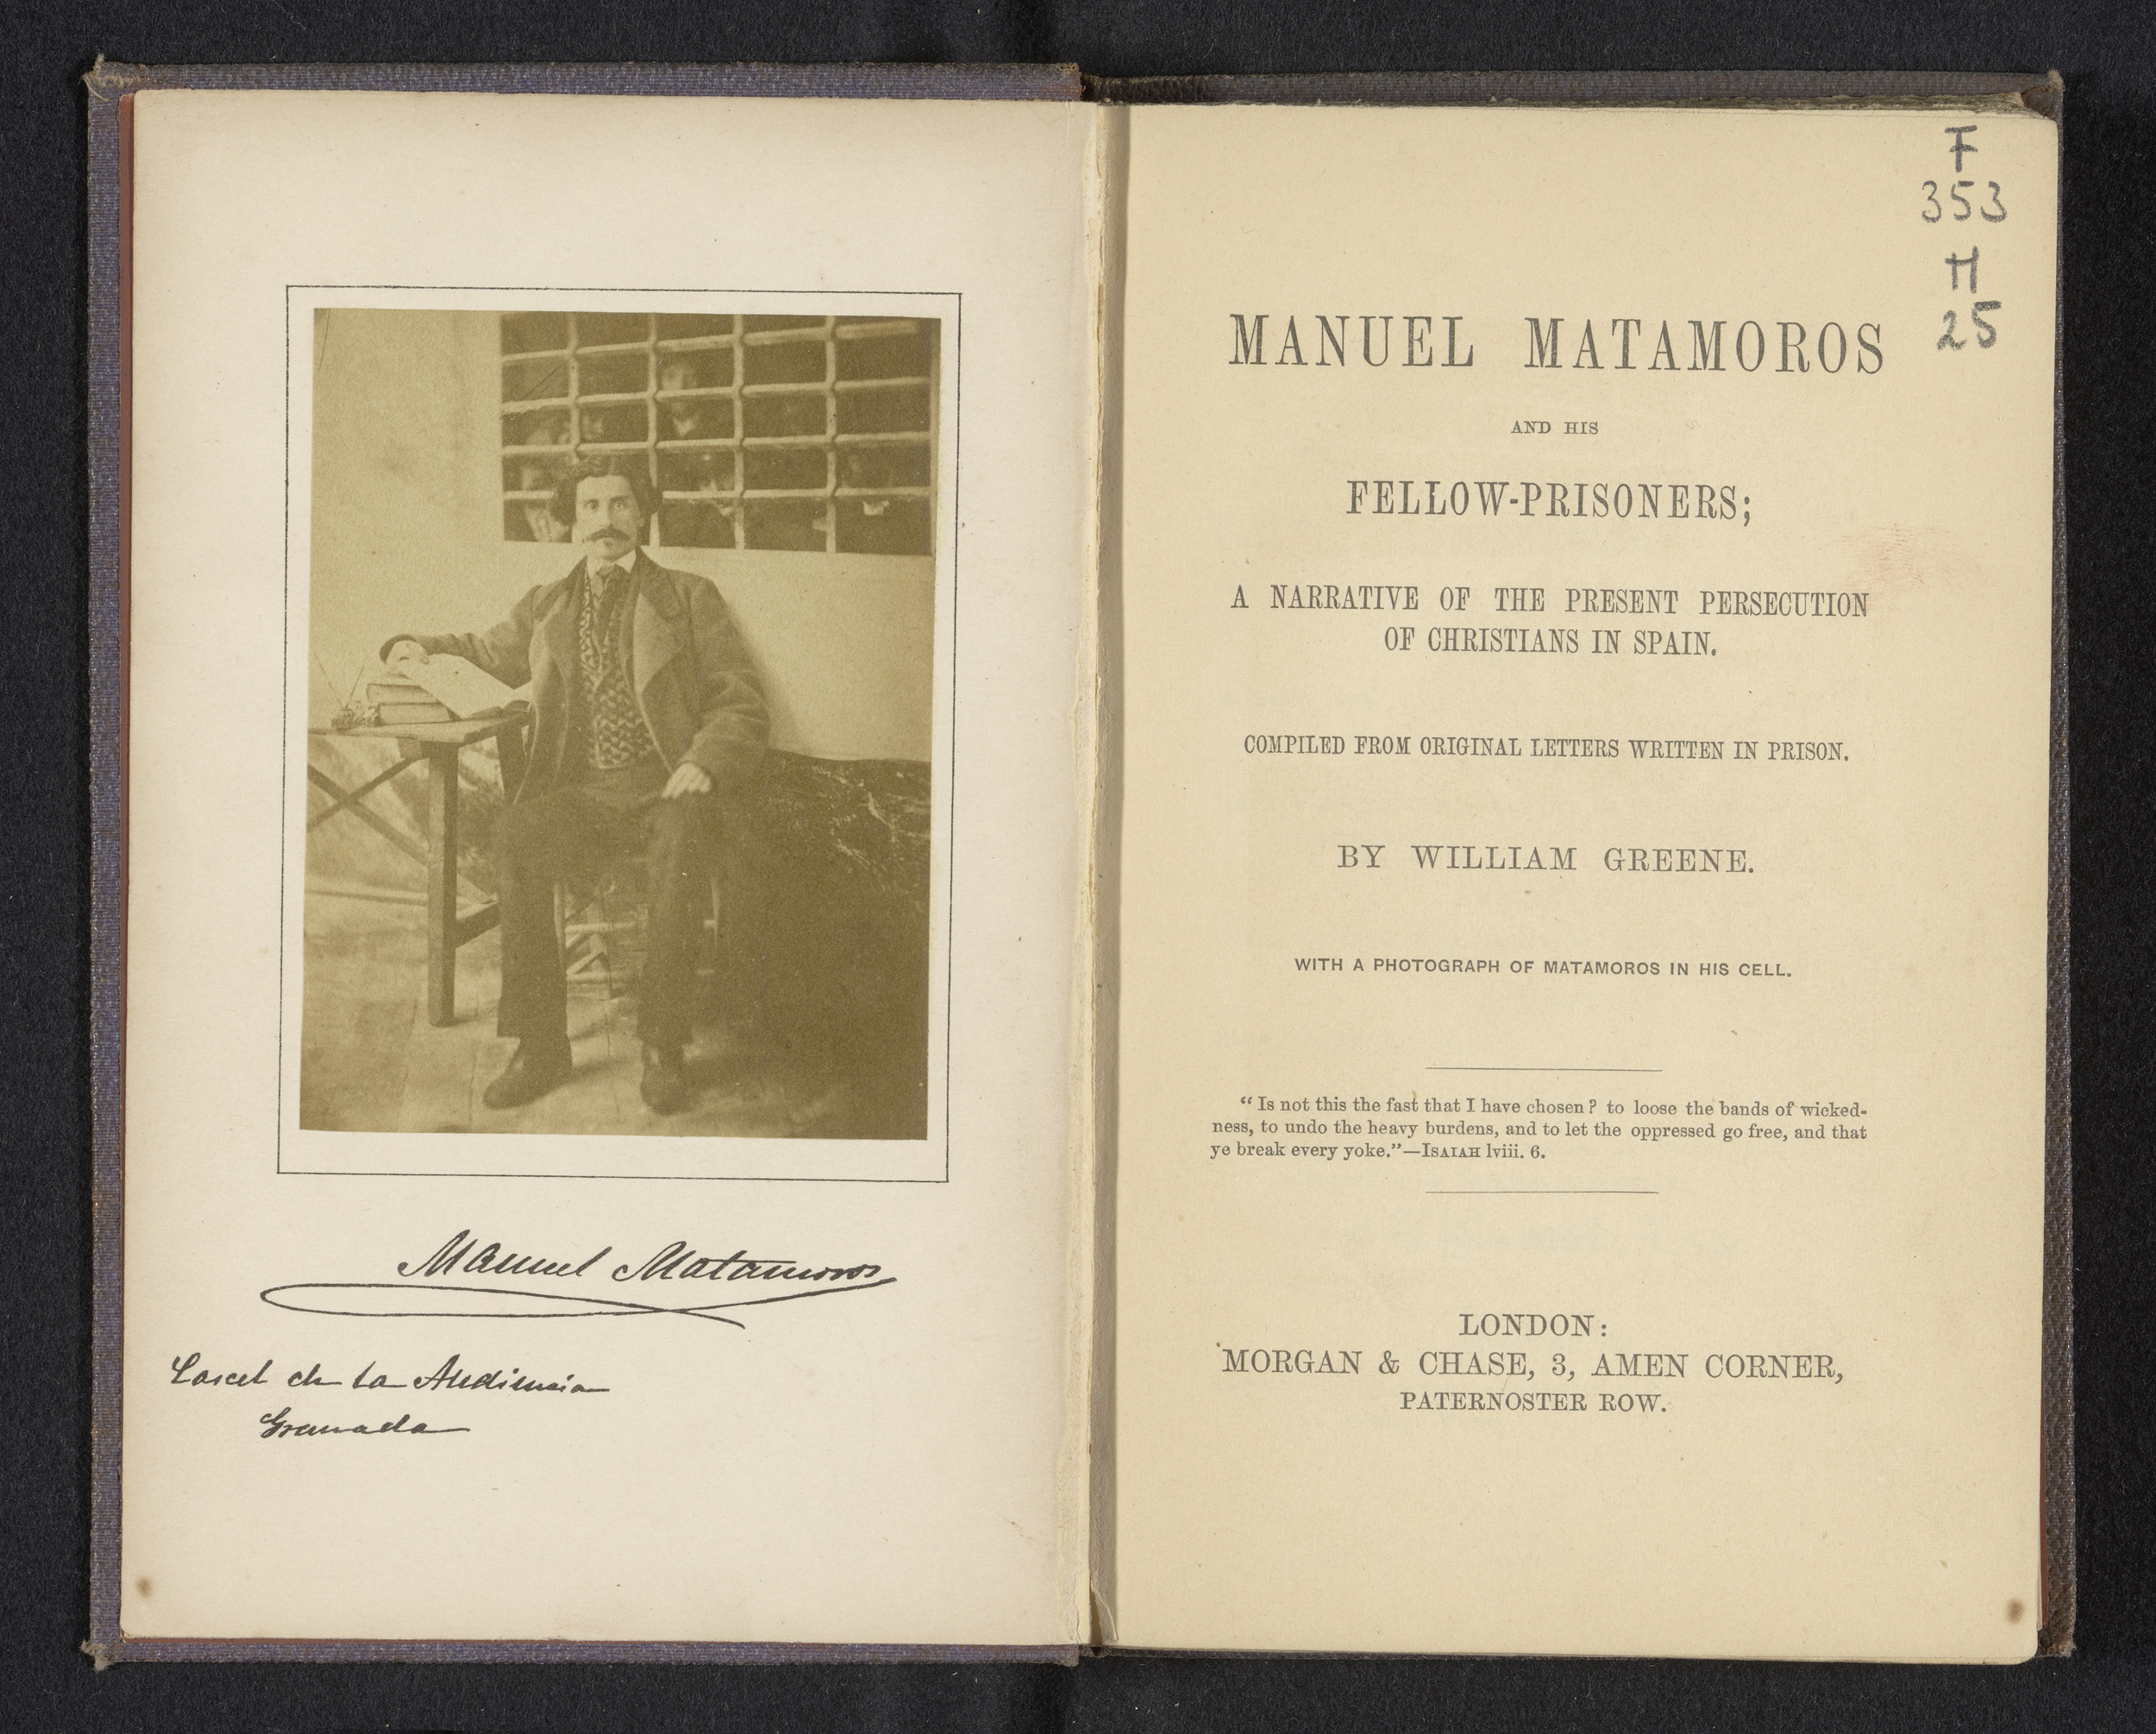 Manuel Matamoros
Carcel de la Audiencia
Granada
F
353
H
25
MANUEL MATAMOROS
AND HIS
FELLOW-PRISONERS;
A NARRATIVE OF THE PRESENT PERSECUTION
OF CHRISTIANS IN SPAIN.
COMPILED FROM ORIGINAL LETTERS WRITTEN IN PRISON.
BY WILLIAM GREENE.
WITH A PHOTOGRAPH OF MATAMOROS IN HIS CELL.
“Is not this the fast that I have chosen? to loose the bands of wicked-
ness, to undo the heavy burdens, and to let the oppressed go free, and that
ye break every yoke.”—ISAIAH lviii. 6.
LONDON:
MORGAN & CHASE, 3, AMEN CORNER,
PATERNOSTER ROW.